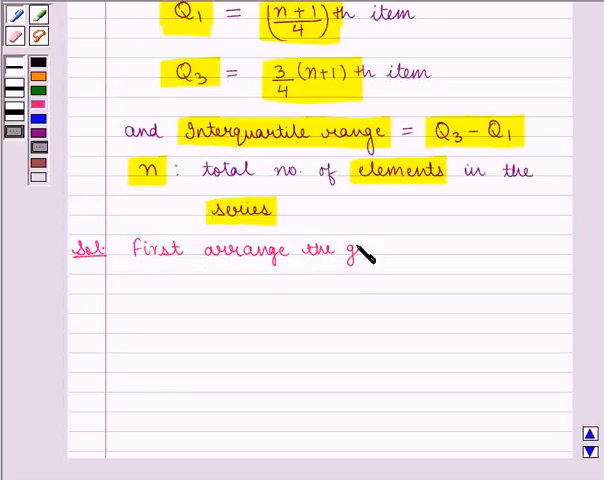 Q₁ = (n+1/4)th item
Q₃ = 3/4 (n+1) th item
and Interquartile range = Q₃ - Q₁
n : total no. of elements in the
series
Sol: First arrange the g